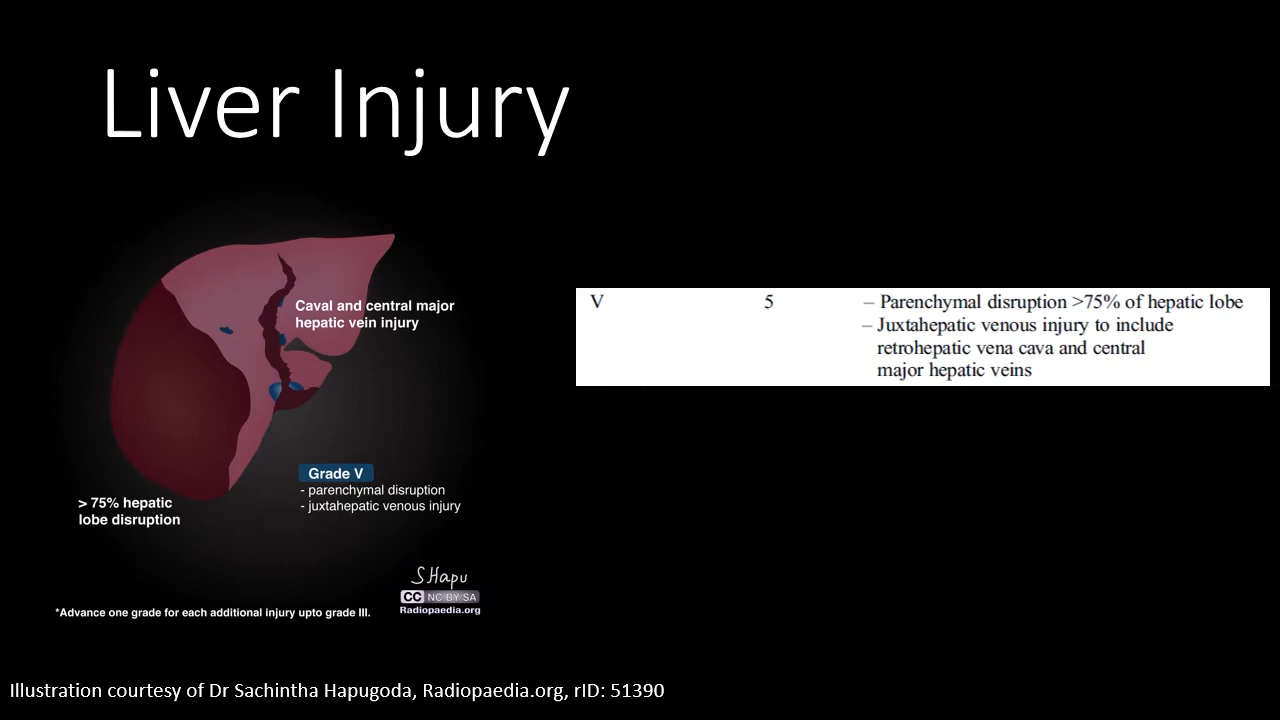 Liver Injury
Caval and central major
hepatic vein injury
Grade V
- parenchymal disruption
- juxtahepatic venous injury
> 75% hepatic
lobe disruption
SHapu
CC NC BY SA
Radiopaedia.org
*Advance one grade for each additional injury upto grade III.
V 5 – Parenchymal disruption >75% of hepatic lobe
– Juxtahepatic venous injury to include
retrohepatic vena cava and central
major hepatic veins
Illustration courtesy of Dr Sachintha Hapugoda, Radiopaedia.org, rID: 51390